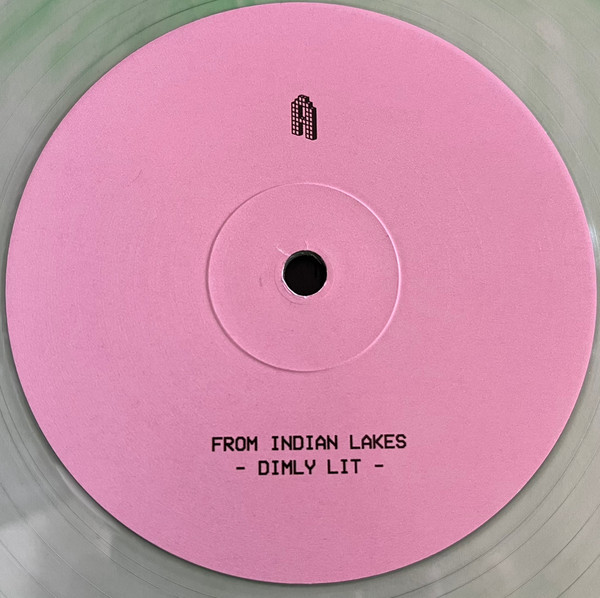 A
FROM INDIAN LAKES
- DIMLY LIT -